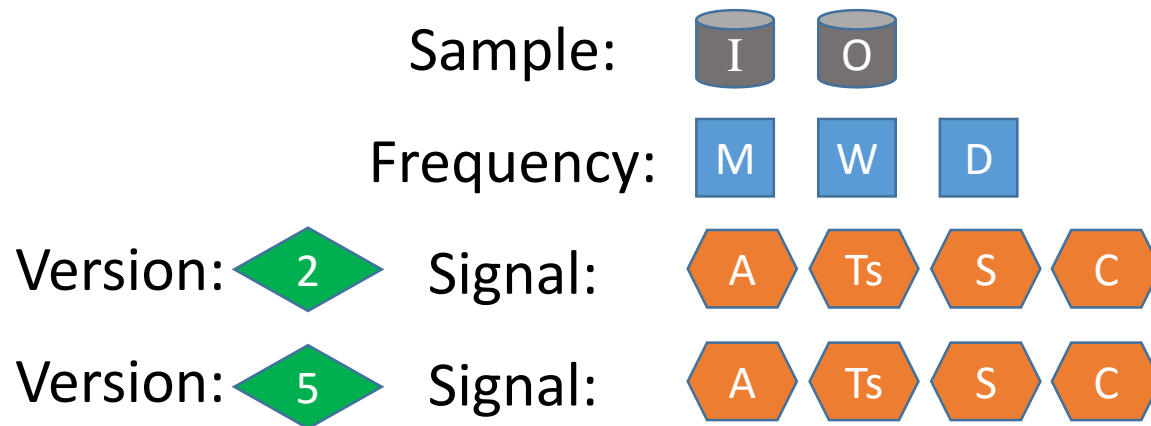 Sample: I O
Frequency: M W D
Version: 2 Signal: A Ts S C
Version: 5 Signal: A Ts S C